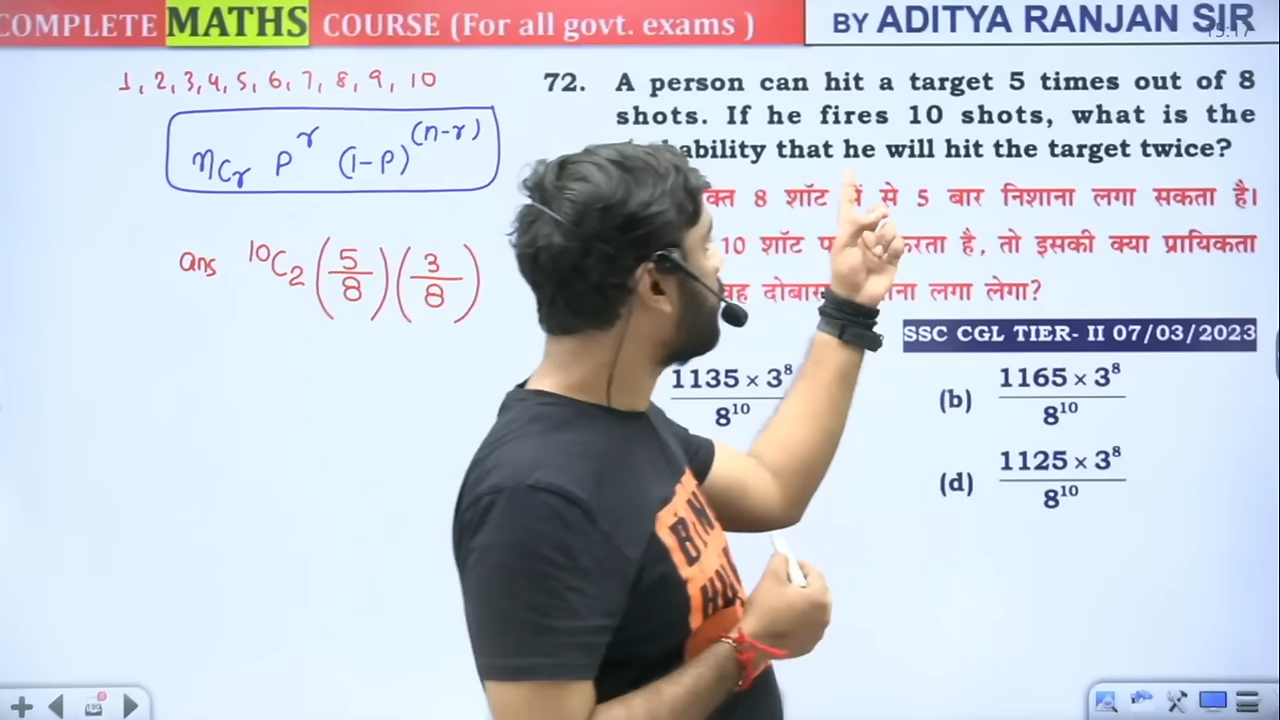 COMPLETE MATHS COURSE (For all govt. exams )
BY ADITYA RANJAN SIR
15:17
1, 2, 3, 4, 5, 6, 7, 8, 9, 10
nCr p^r (1-p)^(n-r)
ans 10C2 (5/8) (3/8)
72. A person can hit a target 5 times out of 8
shots. If he fires 10 shots, what is the
that he will hit the target twice?
8 शॉट से 5 बार निशाना लगा सकता है।
10 शॉट है, तो इसकी क्या प्रायिकता
वह लगा लेगा?
SSC CGL TIER- II 07/03/2023
1135 × 3^8 / 8^10
(b) 1165 × 3^8 / 8^10
(d) 1125 × 3^8 / 8^10